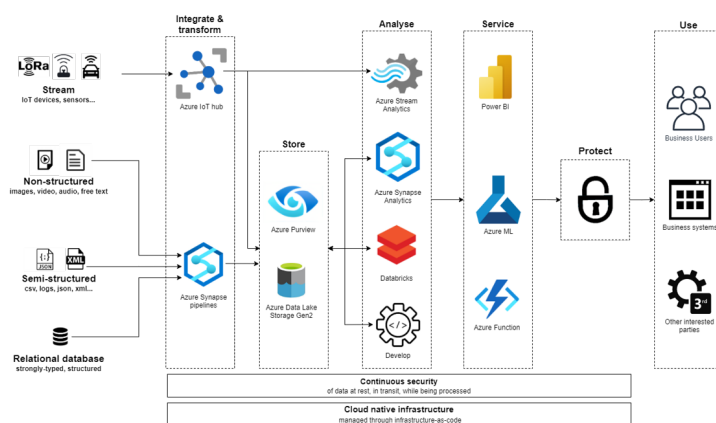 Integrate &
transform
Analyse
Service
Use
LoRa
Stream
IoT devices, sensors...
Azure IoT hub
Azure Stream
Analytics
Power BI
Business Users
Store
Protect
Non-structured
images, video, audio, free text
Azure Purview
Azure Synapse
Analytics
Azure ML
Business systems
{:}
JSON
XML
Semi-structured
csv, logs, json, xml...
Azure Synapse
pipelines
Azure Data Lake
Storage Gen2
Databricks
</>
Develop
Azure Function
3rd
Other interested
parties
Relational database
strongly-typed, structured
Continuous security
of data at rest, in transit, while being processed
Cloud native infrastructure
managed through infrastructure-as-code